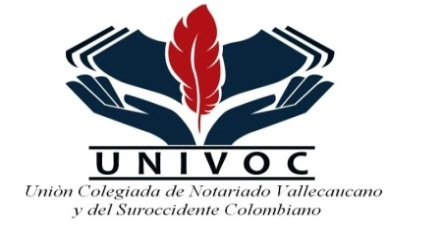 UNIVOC
Uniòn Colegiada de Notariado Vallecaucano
y del Suroccidente Colombiano